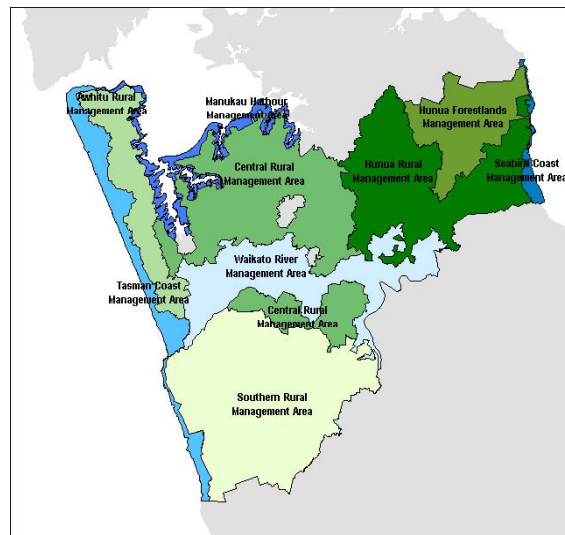 Awhitu Rural
Management Area
Manukau Harbour
Management Area
Hunua Forestlands
Management Area
Central Rural
Management Area
Hunua Rural
Management Area
Seabird Coast
Management Area
Waikato River
Management Area
Tasman Coast
Management Area
Central Rural
Management Area
Southern Rural
Management Area